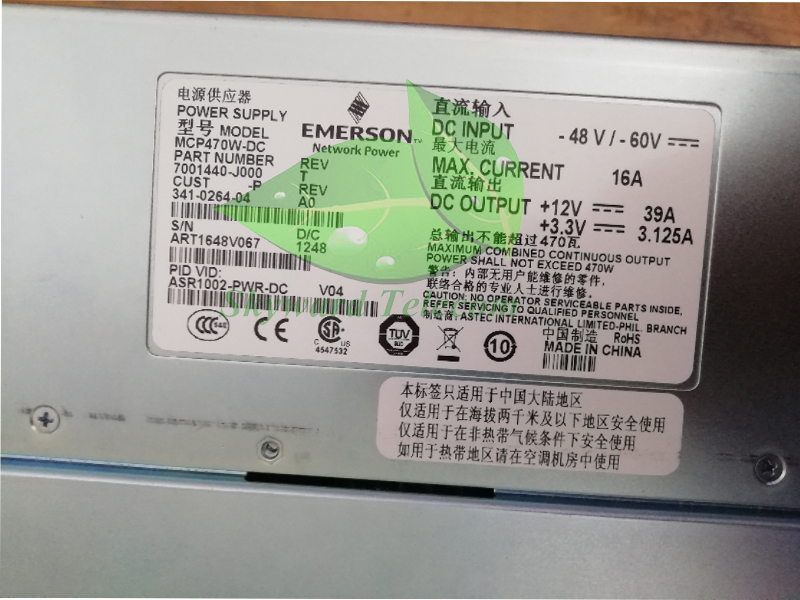 电源供应器
POWER SUPPLY
型号 MODEL
MCP470W-DC
PART NUMBER REV
7001440-J000 T
CUST -P REV
341-0264-04 A0
S/N D/C
ART1648V067 1248
PID VID:
ASR1002-PWR-DC V04
EMERSON TM
Network Power
直流输入
DC INPUT - 48 V / - 60V
最大电流
MAX. CURRENT 16A
直流输出
DC OUTPUT +12V 39A
+3.3V 3.125A
总输出不能超过470瓦
MAXIMUM COMBINED CONTINUOUS OUTPUT
POWER SHALL NOT EXCEED 470W
警告: 内部无用户能维修的零件,
联络合格的专业人士进行维修.
CAUTION: NO OPERATOR SERVICEABLE PARTS INSIDE,
REFER SERVICING TO QUALIFIED PERSONNEL
制造商: ASTEC INTERNATIONAL LIMITED-PHIL. BRANCH
中国制造 RoHS
MADE IN CHINA
CCC S&E
CE
C US
4547532
TUV
10
本标签只适用于中国大陆地区
仅适用于在海拔两千米及以下地区安全使用
仅适用于在非热带气候条件下安全使用
如用于热带地区请在空调机房中使用